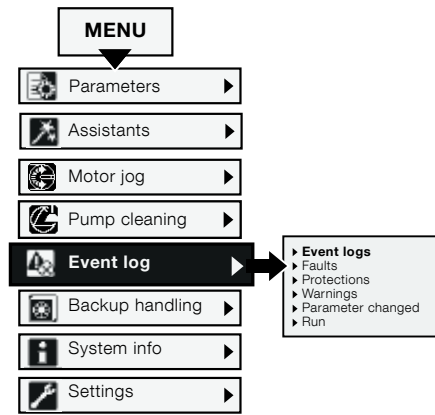 MENU
Parameters
Assistants
Motor jog
Pump cleaning
Event log
Backup handling
System info
Settings
Event logs
Faults
Protections
Warnings
Parameter changed
Run